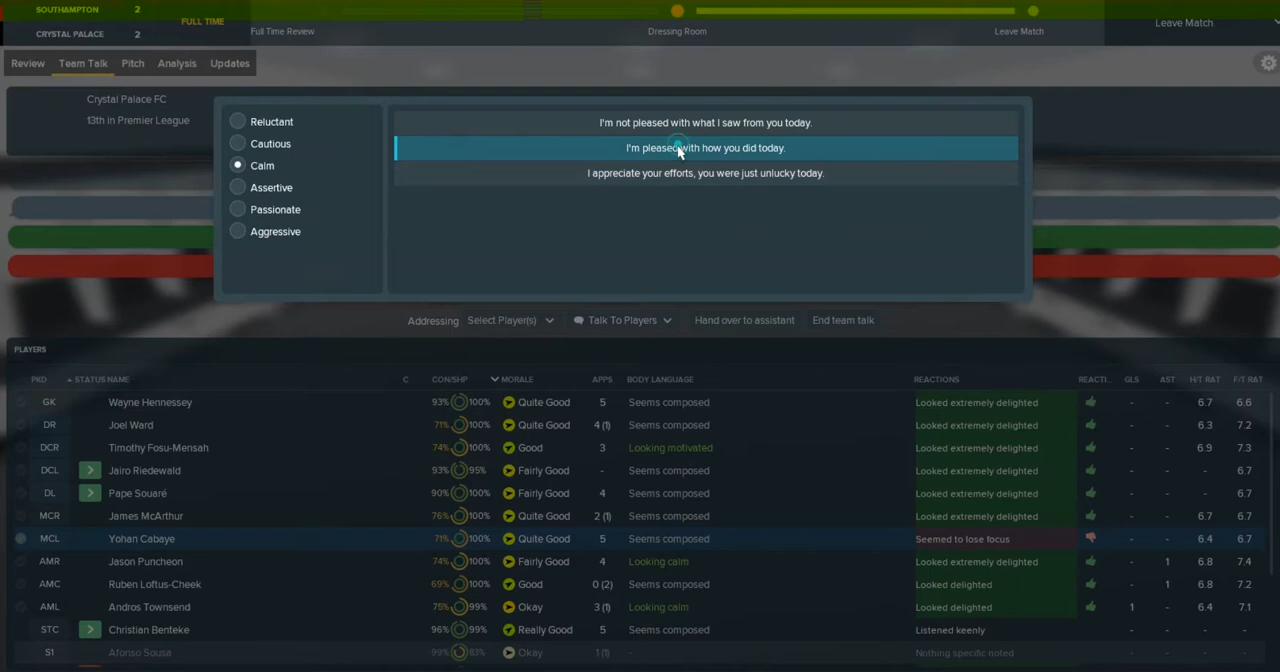 SOUTHAMPTON 2
CRYSTAL PALACE 2
FULL TIME
Full Time Review
Dressing Room
Leave Match
Leave Match
Review Team Talk Pitch Analysis Updates
Crystal Palace FC
13th in Premier League
Reluctant
Cautious
Calm
Assertive
Passionate
Aggressive
I'm not pleased with what I saw from you today.
I'm pleased with how you did today.
I appreciate your efforts, you were just unlucky today.
Addressing Select Player(s) Talk To Players Hand over to assistant End team talk
PLAYERS
PKD STATUS NAME C CON/SHP MORALE APPS BODY LANGUAGE REACTIONS REACTI... GLS AST H/T RAT F/T RAT
GK Wayne Hennessey 93% 100% Quite Good 5 Seems composed Looked extremely delighted - - 6.7 6.6
DR Joel Ward 71% 100% Quite Good 4 (1) Seems composed Looked extremely delighted - - 6.3 7.2
DCR Timothy Fosu-Mensah 74% 100% Good 3 Looking motivated Looked extremely delighted - - 6.9 7.3
DCL Jairo Riedewald 93% 95% Fairly Good - Seems composed Looked extremely delighted - - - 6.7
DL Pape Souaré 90% 100% Fairly Good 4 Seems composed Looked extremely delighted - - - 6.7
MCR James McArthur 76% 100% Quite Good 2 (1) Seems composed Looked extremely delighted - - 6.7 6.7
MCL Yohan Cabaye 71% 100% Quite Good 5 Seems composed Seemed to lose focus - - 6.4 6.7
AMR Jason Puncheon 74% 100% Fairly Good 4 Looking calm Looked extremely delighted - 1 6.8 7.4
AMC Ruben Loftus-Cheek 69% 100% Good 0 (2) Seems composed Looked delighted - 1 6.8 7.2
AML Andros Townsend 75% 99% Okay 3 (1) Looking calm Looked delighted 1 - 6.4 7.1
STC Christian Benteke 96% 99% Really Good 5 Seems composed Listened keenly - - - -
S1 Afonso Sousa 99% 83% Okay 1 (1) - Nothing specific noted - - - -